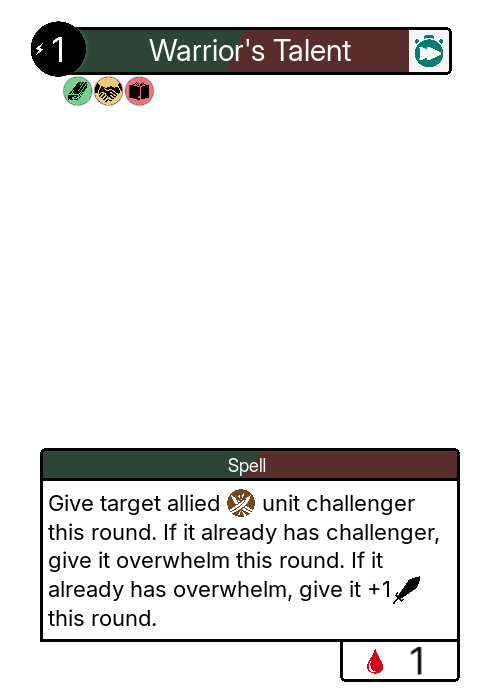 1 Warrior's Talent
Spell
Give target allied unit challenger
this round. If it already has challenger,
give it overwhelm this round. If it
already has overwhelm, give it +1
this round.
1